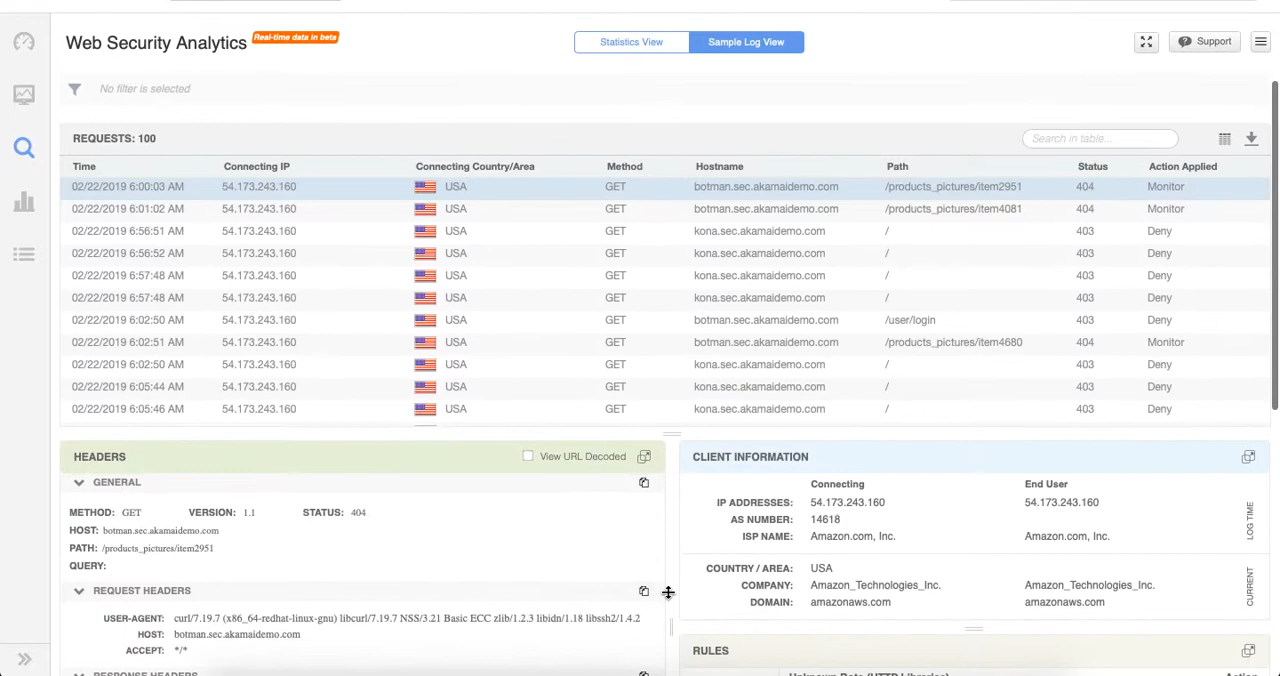 Web Security Analytics Real-time data in beta
Statistics View Sample Log View Support
No filter is selected
REQUESTS: 100 Search in table...
Time Connecting IP Connecting Country/Area Method Hostname Path Status Action Applied
02/22/2019 6:00:03 AM 54.173.243.160 USA GET botman.sec.akamaidemo.com /products_pictures/item2951 404 Monitor
02/22/2019 6:01:02 AM 54.173.243.160 USA GET botman.sec.akamaidemo.com /products_pictures/item4081 404 Monitor
02/22/2019 6:56:51 AM 54.173.243.160 USA GET kona.sec.akamaidemo.com / 403 Deny
02/22/2019 6:56:52 AM 54.173.243.160 USA GET kona.sec.akamaidemo.com / 403 Deny
02/22/2019 6:57:48 AM 54.173.243.160 USA GET kona.sec.akamaidemo.com / 403 Deny
02/22/2019 6:57:48 AM 54.173.243.160 USA GET kona.sec.akamaidemo.com / 403 Deny
02/22/2019 6:02:50 AM 54.173.243.160 USA GET botman.sec.akamaidemo.com /user/login 403 Deny
02/22/2019 6:02:51 AM 54.173.243.160 USA GET botman.sec.akamaidemo.com /products_pictures/item4680 404 Monitor
02/22/2019 6:02:50 AM 54.173.243.160 USA GET kona.sec.akamaidemo.com / 403 Deny
02/22/2019 6:05:44 AM 54.173.243.160 USA GET kona.sec.akamaidemo.com / 403 Deny
02/22/2019 6:05:46 AM 54.173.243.160 USA GET kona.sec.akamaidemo.com / 403 Deny
HEADERS View URL Decoded
GENERAL
METHOD: GET VERSION: 1.1 STATUS: 404
HOST: botman.sec.akamaidemo.com
PATH: /products_pictures/item2951
QUERY:
REQUEST HEADERS
USER-AGENT: curl/7.19.7 (x86_64-redhat-linux-gnu) libcurl/7.19.7 NSS/3.21 Basic ECC zlib/1.2.3 libidn/1.18 libssh2/1.4.2
HOST: botman.sec.akamaidemo.com
ACCEPT: */*
RESPONSE HEADERS
CLIENT INFORMATION
Connecting End User
IP ADDRESSES: 54.173.243.160 54.173.243.160
AS NUMBER: 14618
ISP NAME: Amazon.com, Inc. Amazon.com, Inc.
LOG TIME
COUNTRY / AREA: USA
COMPANY: Amazon_Technologies_Inc. Amazon_Technologies_Inc.
DOMAIN: amazonaws.com amazonaws.com
CURRENT
RULES
Unknown Bots (HTTP Libraries) Action